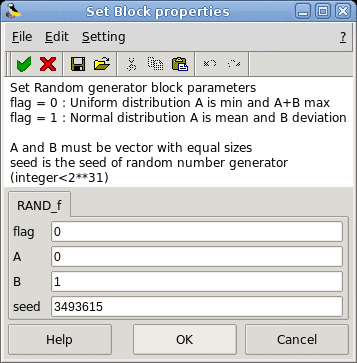 Set Block properties
File Edit Setting ?
Set Random generator block parameters
flag = 0 : Uniform distribution A is min and A+B max
flag = 1 : Normal distribution A is mean and B deviation
A and B must be vector with equal sizes
seed is the seed of random number generator
(integer<2**31)
RAND_f
flag 0
A 0
B 1
seed 3493615
Help OK Cancel